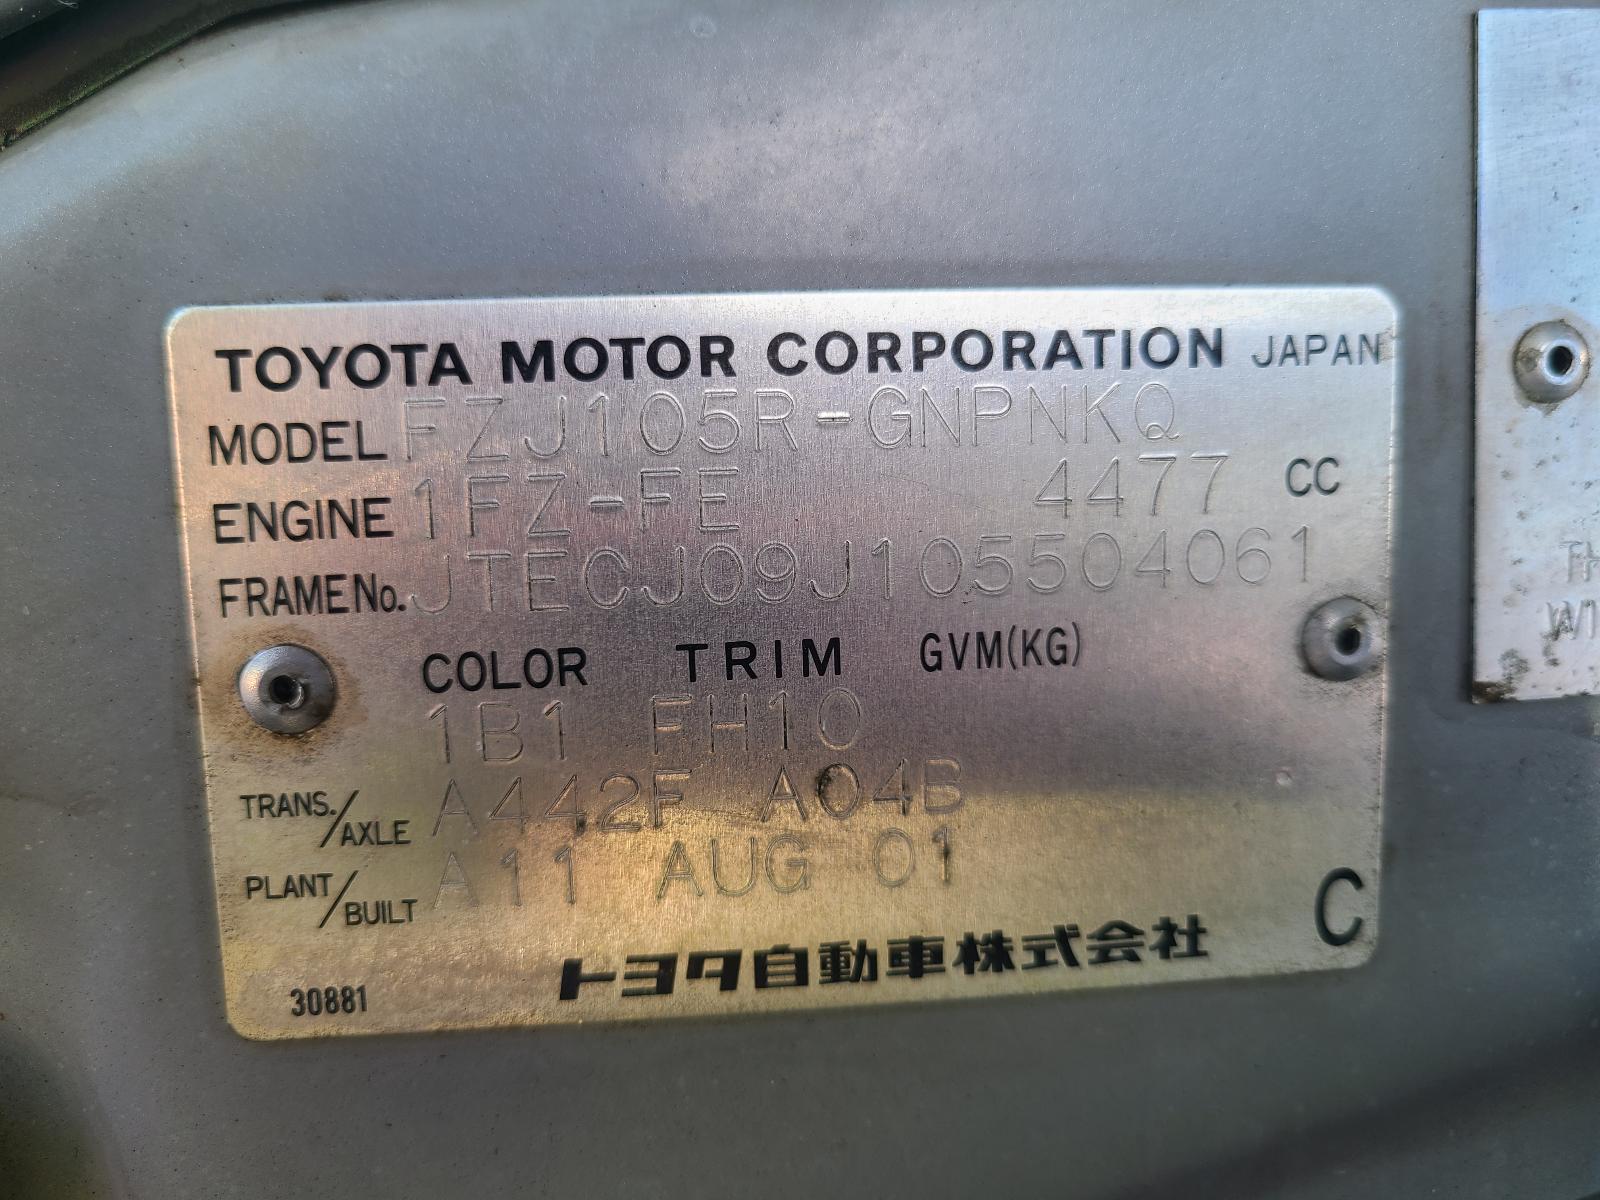 TOYOTA MOTOR CORPORATION JAPAN
MODEL FZJ105R-GNPNKQ
ENGINE 1FZ-FE 4477 CC
FRAME No. JTECJ09J105504061
COLOR TRIM GVM(KG)
1B1 FH10
TRANS./AXLE A442F A04B
PLANT/BUILT A11 AUG 01
C
トヨタ自動車株式会社
30881